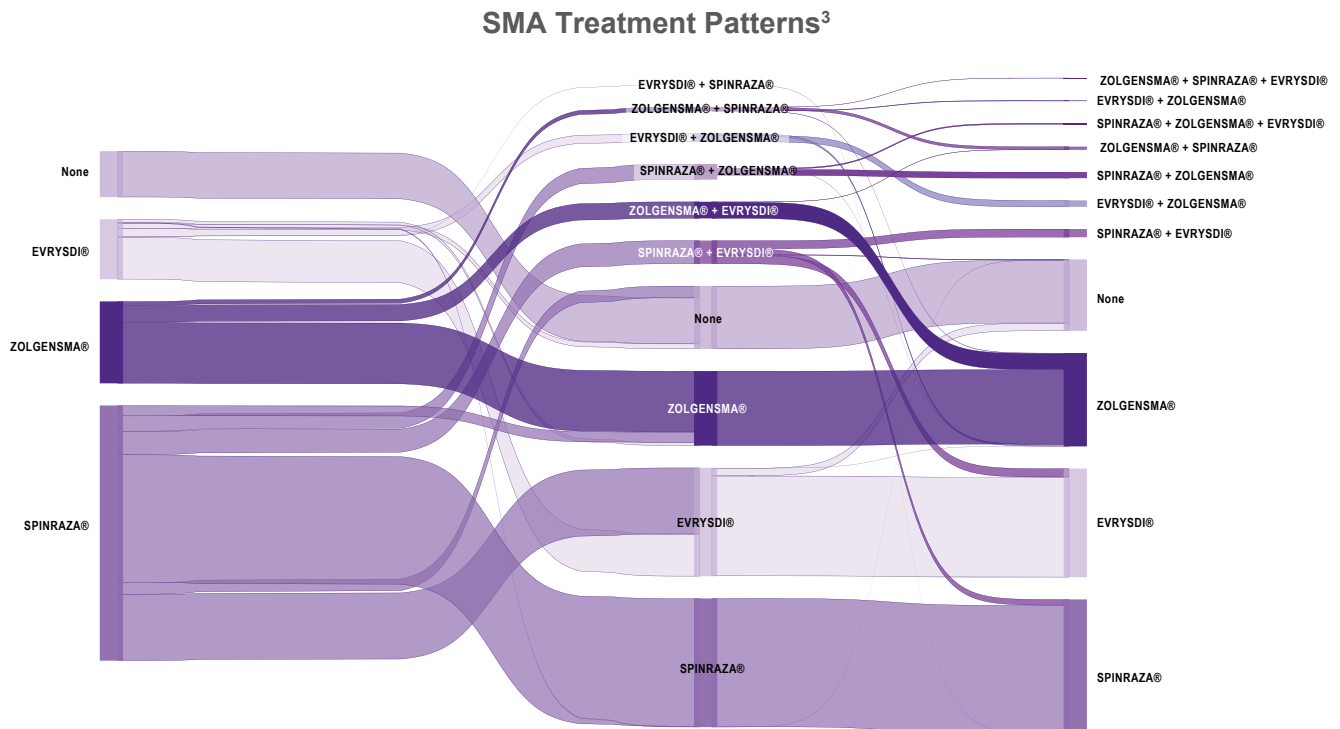 SMA Treatment Patterns³
None
EVRYSDI®
ZOLGENSMA®
SPINRAZA®
EVRYSDI® + SPINRAZA®
ZOLGENSMA® + SPINRAZA®
EVRYSDI® + ZOLGENSMA®
SPINRAZA® + ZOLGENSMA®
ZOLGENSMA® + EVRYSDI®
SPINRAZA® + EVRYSDI®
None
ZOLGENSMA®
EVRYSDI®
SPINRAZA®
ZOLGENSMA® + SPINRAZA® + EVRYSDI®
EVRYSDI® + ZOLGENSMA®
SPINRAZA® + ZOLGENSMA® + EVRYSDI®
ZOLGENSMA® + SPINRAZA®
SPINRAZA® + ZOLGENSMA®
EVRYSDI® + ZOLGENSMA®
SPINRAZA® + EVRYSDI®
None
ZOLGENSMA®
EVRYSDI®
SPINRAZA®